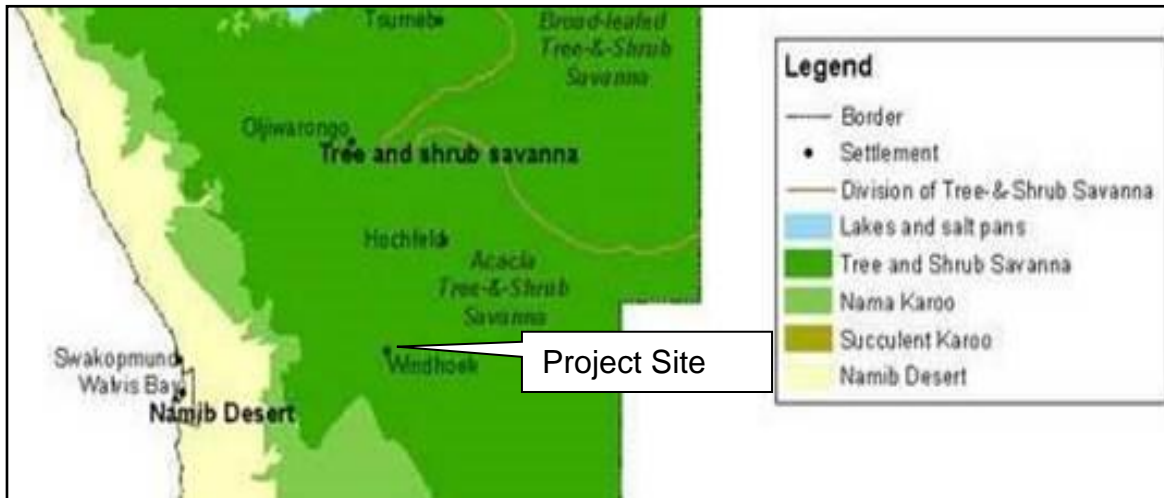 Tsumeb
Broad-leafed
Tree-&-Shrub
Savanna
Otjiwarongo
Tree and shrub savanna
Hochfeld
Acacia
Tree-&-Shrub
Savanna
Swakopmund
Windhoek
Walvis Bay
Namib Desert
Project Site
Legend
Border
Settlement
Division of Tree-&-Shrub Savanna
Lakes and salt pans
Tree and Shrub Savanna
Nama Karoo
Succulent Karoo
Namib Desert